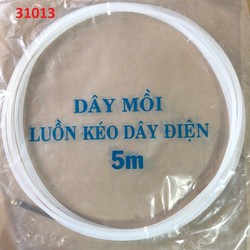 31013
DÂY MỒI
LUỒN KÉO DÂY ĐIỆN
5m